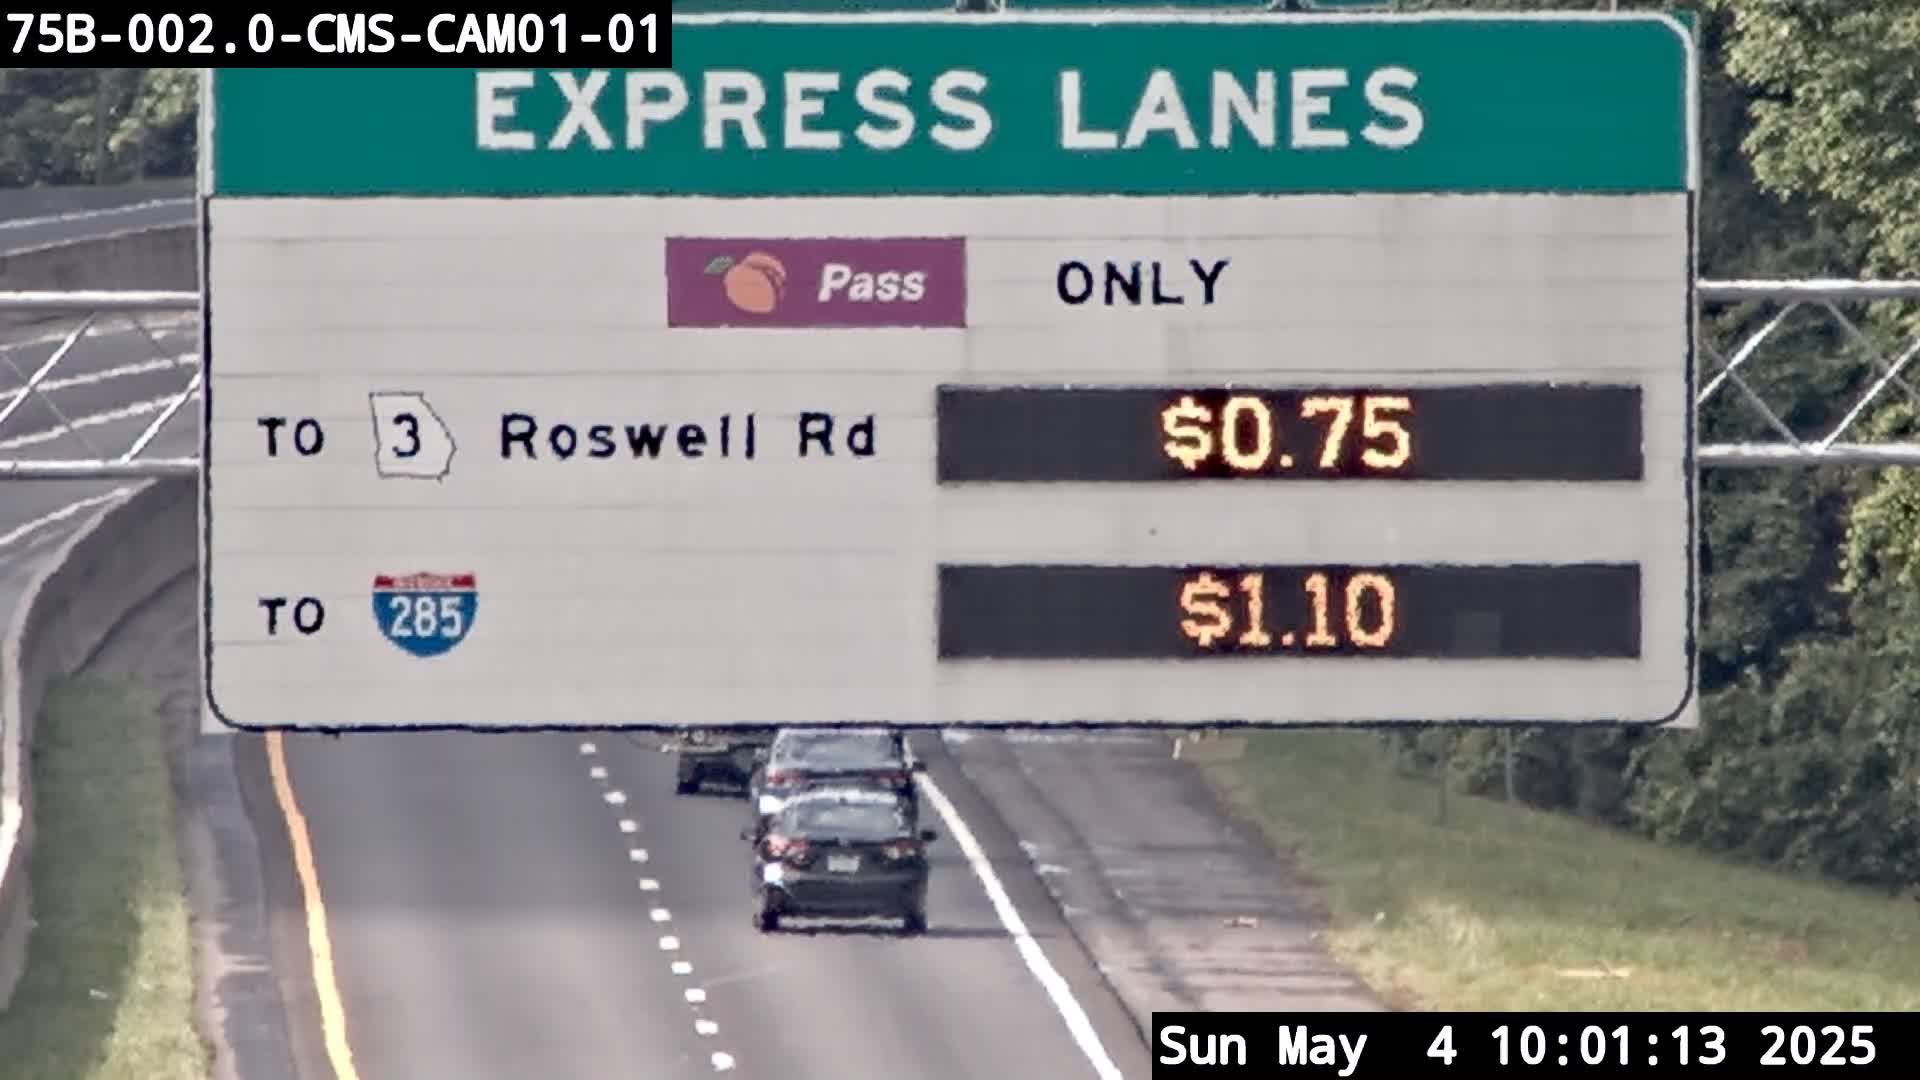 75B-002.0-CMS-CAM01-01
EXPRESS LANES
Pass ONLY
TO 3 Roswell Rd $0.75
TO 285 $1.10
Sun May 4 10:01:13 2025